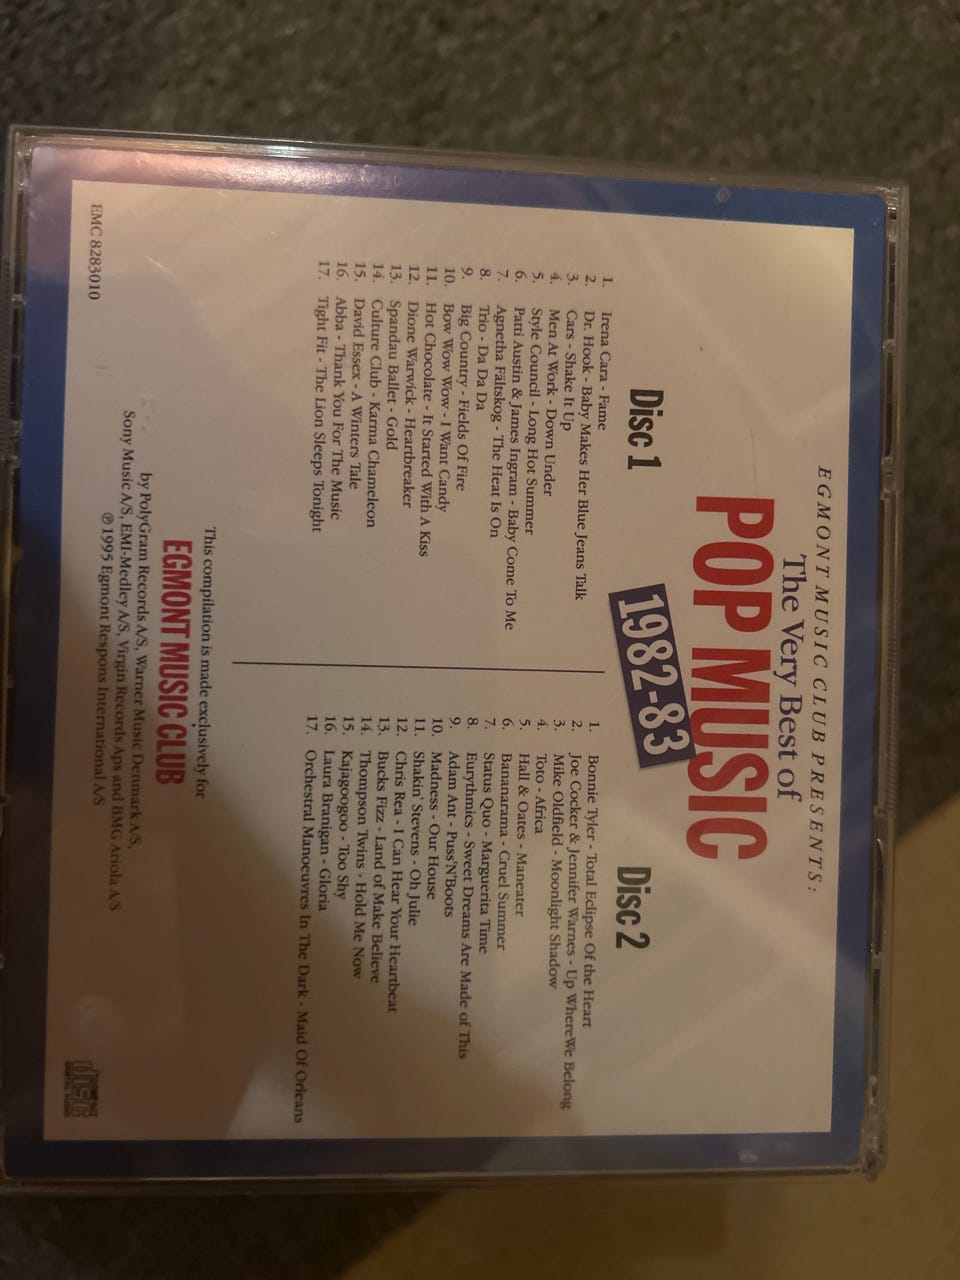 EGMONT MUSIC CLUB PRESENTS:
The Very Best of
POP MUSIC
1982-83
Disc 1
1. Irena Cara - Fame
2. Dr. Hook - Baby Makes Her Blue Jeans Talk
3. Cars - Shake It Up
4. Men At Work - Down Under
5. Style Council - Long Hot Summer
6. Patti Austin & James Ingram - Baby Come To Me
7. Agnetha Fältskog - The Heat Is On
8. Trio - Da Da Da
9. Big Country - Fields Of Fire
10. Bow Wow Wow - I Want Candy
11. Hot Chocolate - It Started With A Kiss
12. Dione Warwick - Heartbreaker
13. Spandau Ballet - Gold
14. Culture Club - Karma Chameleon
15. David Essex - A Winters Tale
16. Abba - Thank You For The Music
17. Tight Fit - The Lion Sleeps Tonight
Disc 2
1. Bonnie Tyler - Total Eclipse Of the Heart
2. Joe Cocker & Jennifer Warnes - Up WhereWe Belong
3. Mike Oldfield - Moonlight Shadow
4. Toto - Africa
5. Hall & Oates - Maneater
6. Bananarama - Cruel Summer
7. Status Quo - Marguerita Time
8. Eurythmics - Sweet Dreams Are Made of This
9. Adam Ant - Puss'N'Boots
10. Madness - Our House
11. Shakin' Stevens - Oh Julie
12. Chris Rea - I Can Hear Your Heartbeat
13. Bucks Fizz - Land of Make Believe
14. Thompson Twins - Hold Me Now
15. Kajagoogoo - Too Shy
16. Laura Branigan - Gloria
17. Orchestral Manoeuvres In The Dark - Maid Of Orleans
This compilation is made exclusively for
EGMONT MUSIC CLUB
by PolyGram Records A/S, Warner Music Denmark A/S,
Sony Music A/S, EMI-Medley A/S, Virgin Records Aps and BMG Ariola A/S
℗ 1995 Egmont Respons International A/S
EMC 8283010
disc